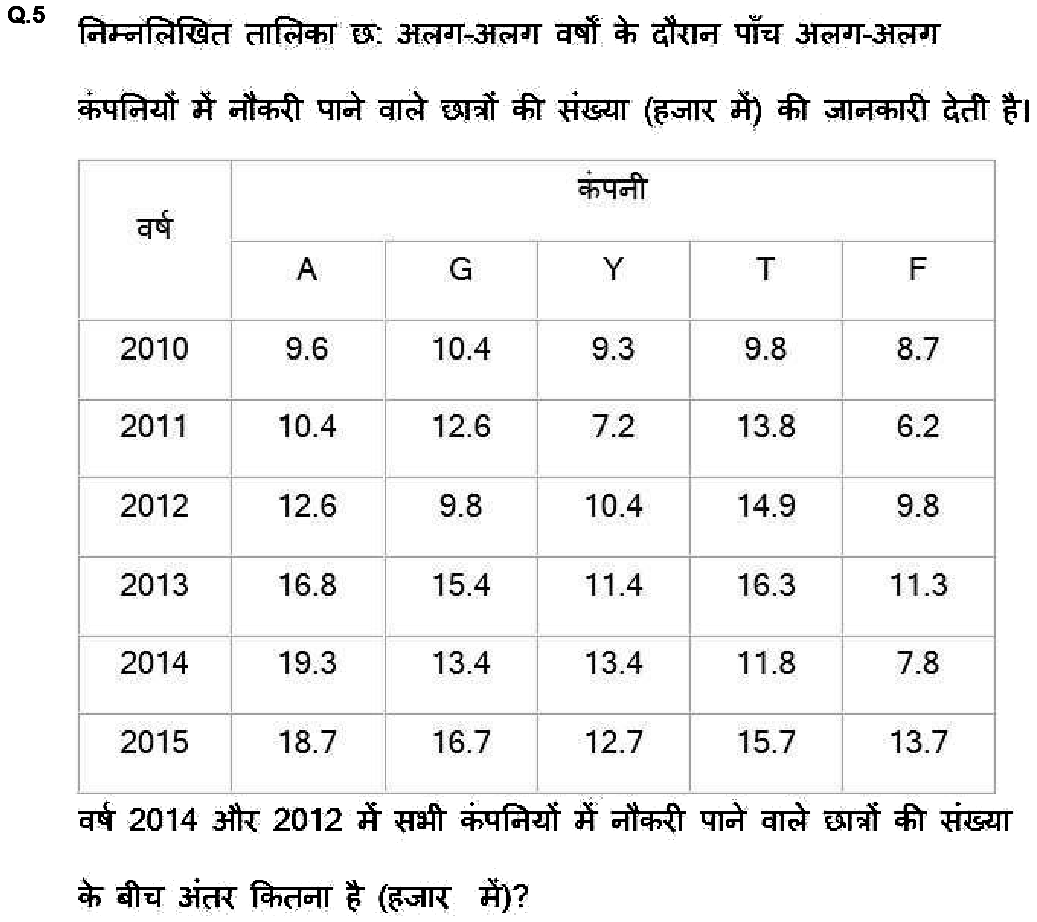 Q.5 निम्नलिखित तालिका छ: अलग-अलग वर्षों के दौरान पाँच अलग-अलग
कंपनियों में नौकरी पाने वाले छात्रों की संख्या (हजार में) की जानकारी देती है।
वर्ष कंपनी
A G Y T F
2010 9.6 10.4 9.3 9.8 8.7
2011 10.4 12.6 7.2 13.8 6.2
2012 12.6 9.8 10.4 14.9 9.8
2013 16.8 15.4 11.4 16.3 11.3
2014 19.3 13.4 13.4 11.8 7.8
2015 18.7 16.7 12.7 15.7 13.7
वर्ष 2014 और 2012 में सभी कंपनियों में नौकरी पाने वाले छात्रों की संख्या
के बीच अंतर कितना है (हजार में)?